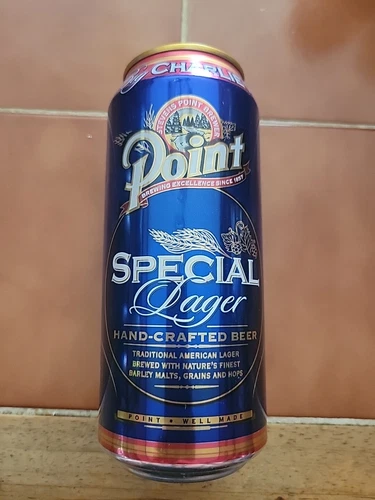 CHARLIE
STEVENS POINT BREWERY
Point
BREWING EXCELLENCE SINCE 1857
SPECIAL
Lager
HAND-CRAFTED BEER
TRADITIONAL AMERICAN LAGER
BREWED WITH NATURE'S FINEST
BARLEY MALTS, GRAINS AND HOPS
POINT ★ WELL MADE